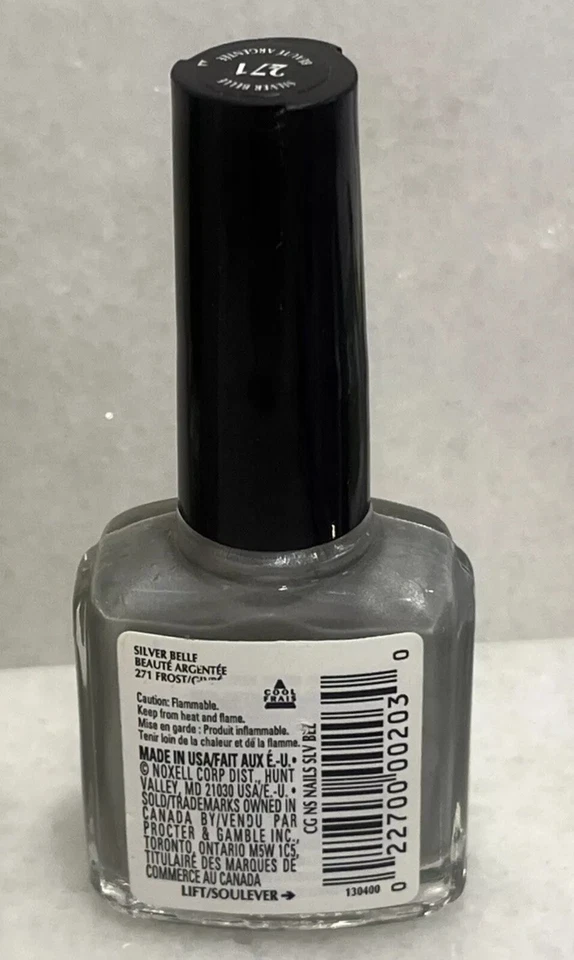 SILVER BELLE
BEAUTÉ ARGENTÉE
271
A
SILVER BELLE
BEAUTÉ ARGENTÉE
271 FROST/GIVRÉ
A
COOL
FRAIS
Caution: Flammable.
Keep from heat and flame.
Mise en garde : Produit inflammable.
Tenir loin de la chaleur et de la flamme.
MADE IN USA/FAIT AUX É.-U. •
© NOXELL CORP DIST., HUNT
VALLEY, MD 21030 USA/E.-U. •
SOLD/TRADEMARKS OWNED IN
CANADA BY/VENDU PAR
PROCTER & GAMBLE INC.,
TORONTO, ONTARIO M5W 1C5,
TITULAIRE DES MARQUES DE
COMMERCE AU CANADA
LIFT/SOULEVER →
CG NS NAILS SLV BEZ
0 22700 00203 0
130400